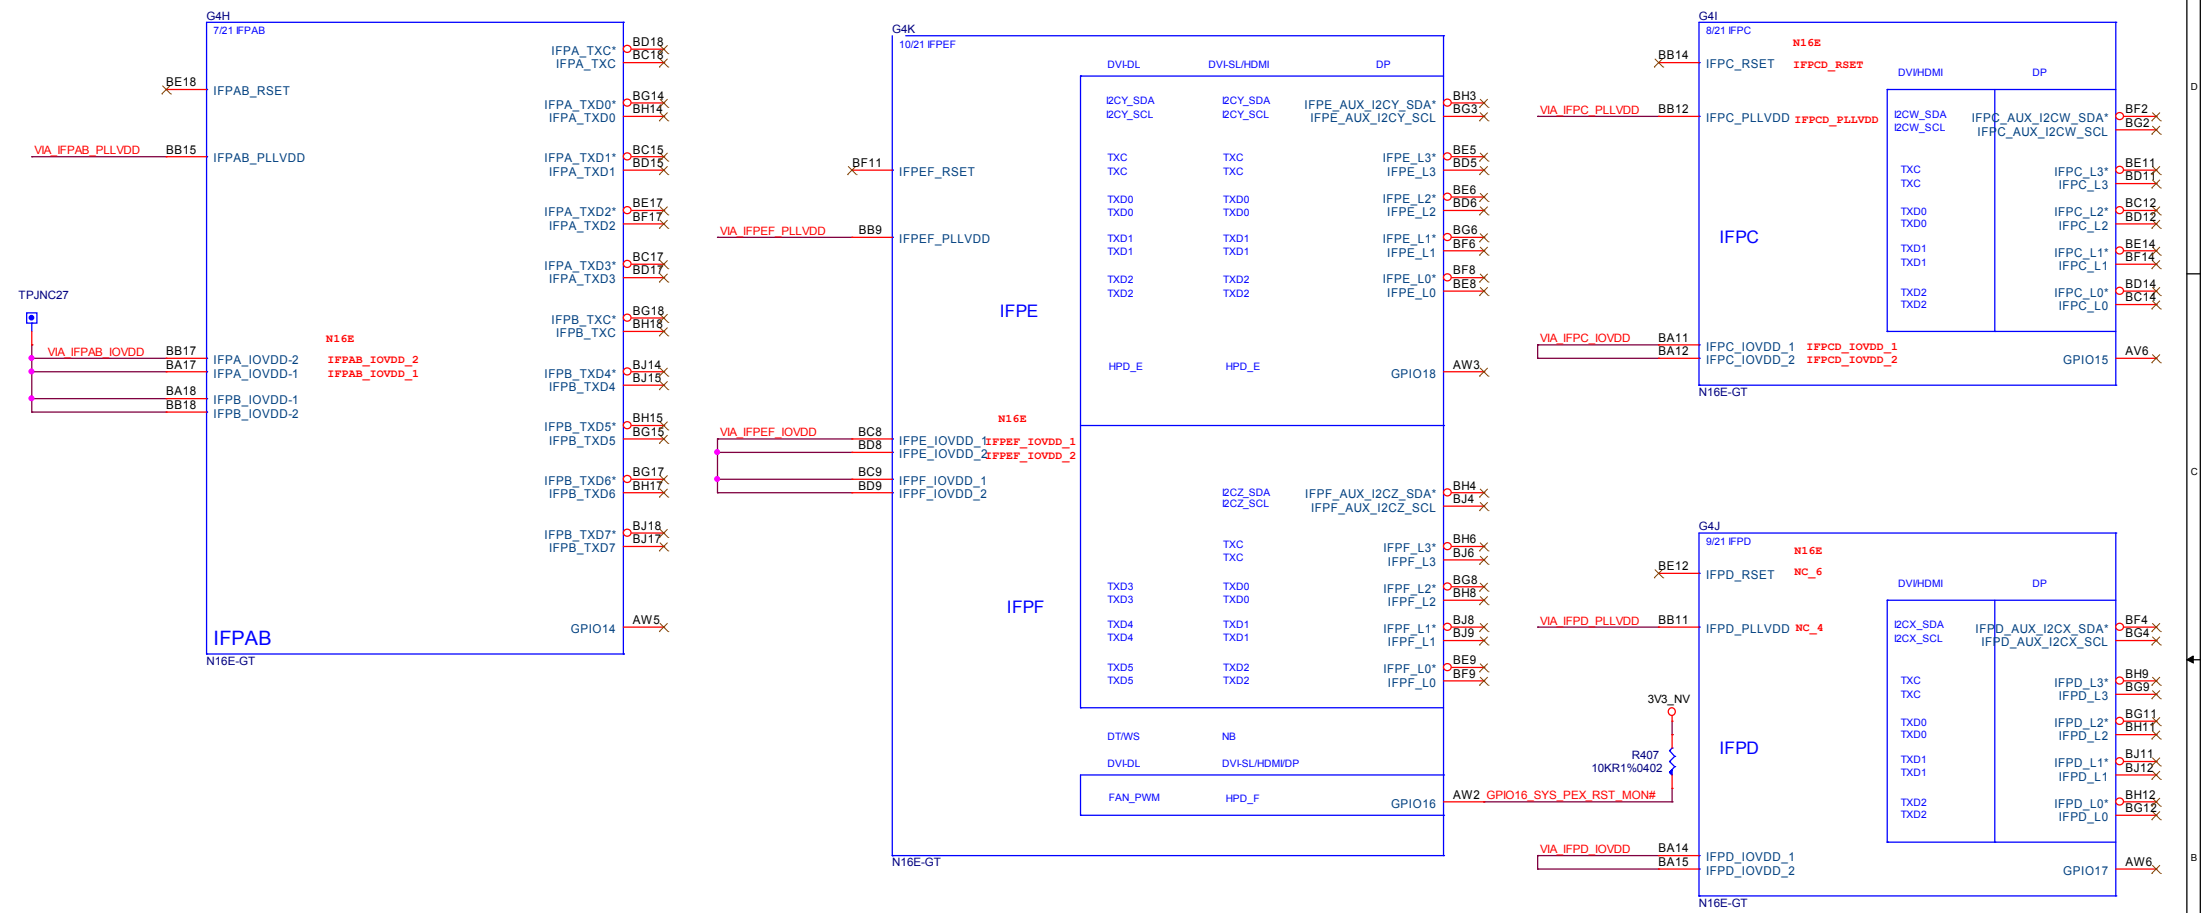 G4H
7/21 IFPAB
IFPA_TXC* BD18
IFPA_TXC BC18
BE18 IFPAB_RSET
IFPA_TXD0* BG14
IFPA_TXD0 BH14
VIA_IFPAB_PLLVDD BB15 IFPAB_PLLVDD
IFPA_TXD1* BC15
IFPA_TXD1 BD15
IFPA_TXD2* BE17
IFPA_TXD2 BF17
IFPA_TXD3* BC17
IFPA_TXD3 BD17
TPJNC27
IFPB_TXC* BG18
IFPB_TXC BH18
N16E
VIA_IFPAB_IOVDD BB17 IFPA_IOVDD-2 IFPAB_IOVDD_2
BA17 IFPA_IOVDD-1 IFPAB_IOVDD_1
IFPB_TXD4* BJ14
IFPB_TXD4 BJ15
BA18 IFPB_IOVDD-1
BB18 IFPB_IOVDD-2
IFPB_TXD5* BH15
IFPB_TXD5 BG15
IFPB_TXD6* BG17
IFPB_TXD6 BH17
IFPB_TXD7* BJ18
IFPB_TXD7 BJ17
GPIO14 AW5
IFPAB
N16E-GT
G4K
10/21 IFPEF
DVI-DL DVI-SL/HDMI DP
I2CY_SDA I2CY_SDA IFPE_AUX_I2CY_SDA* BH3
I2CY_SCL I2CY_SCL IFPE_AUX_I2CY_SCL BG3
TXC TXC IFPE_L3* BE5
TXC TXC IFPE_L3 BD5
BF11 IFPEF_RSET
TXD0 TXD0 IFPE_L2* BE6
TXD0 TXD0 IFPE_L2 BD6
VIA_IFPEF_PLLVDD BB9 IFPEF_PLLVDD
TXD1 TXD1 IFPE_L1* BG6
TXD1 TXD1 IFPE_L1 BF6
TXD2 TXD2 IFPE_L0* BF8
TXD2 TXD2 IFPE_L0 BE8
IFPE
HPD_E HPD_E GPIO18 AW3
N16E
VIA_IFPEF_IOVDD BC8 IFPE_IOVDD_1 IFPEF_IOVDD_1
BD8 IFPE_IOVDD_2 IFPEF_IOVDD_2
BC9 IFPF_IOVDD_1
BD9 IFPF_IOVDD_2
I2CZ_SDA IFPF_AUX_I2CZ_SDA* BH4
I2CZ_SCL IFPF_AUX_I2CZ_SCL BJ4
TXC IFPF_L3* BH6
TXC IFPF_L3 BJ6
TXD3 TXD0 IFPF_L2* BG8
TXD3 TXD0 IFPF_L2 BH8
IFPF
TXD4 TXD1 IFPF_L1* BJ8
TXD4 TXD1 IFPF_L1 BJ9
TXD5 TXD2 IFPF_L0* BE9
TXD5 TXD2 IFPF_L0 BF9
DT/WS NB
DVI-DL DVI-SL/HDMI/DP
FAN_PWM HPD_F GPIO16 AW2 GPIO16_SYS_PEX_RST_MON#
N16E-GT
3V3_NV
R407
10KR1%0402
G4I
8/21 IFPC
N16E
BB14 IFPC_RSET IFPCD_RSET
DVI/HDMI DP
VIA_IFPC_PLLVDD BB12 IFPC_PLLVDD IFPCD_PLLVDD
I2CW_SDA IFPC_AUX_I2CW_SDA* BF2
I2CW_SCL IFPC_AUX_I2CW_SCL BG2
TXC IFPC_L3* BE11
TXC IFPC_L3 BD11
TXD0 IFPC_L2* BC12
TXD0 IFPC_L2 BD12
IFPC
TXD1 IFPC_L1* BE14
TXD1 IFPC_L1 BF14
TXD2 IFPC_L0* BD14
TXD2 IFPC_L0 BC14
VIA_IFPC_IOVDD BA11 IFPC_IOVDD_1 IFPCD_IOVDD_1
BA12 IFPC_IOVDD_2 IFPCD_IOVDD_2
GPIO15 AV6
N16E-GT
G4J
9/21 IFPD
N16E
BE12 IFPD_RSET NC_6
DVI/HDMI DP
VIA_IFPD_PLLVDD BB11 IFPD_PLLVDD NC_4
I2CX_SDA IFPD_AUX_I2CX_SDA* BF4
I2CX_SCL IFPD_AUX_I2CX_SCL BG4
TXC IFPD_L3* BH9
TXC IFPD_L3 BG9
TXD0 IFPD_L2* BG11
TXD0 IFPD_L2 BH11
IFPD
TXD1 IFPD_L1* BJ11
TXD1 IFPD_L1 BJ12
TXD2 IFPD_L0* BH12
TXD2 IFPD_L0 BG12
VIA_IFPD_IOVDD BA14 IFPD_IOVDD_1
BA15 IFPD_IOVDD_2
GPIO17 AW6
N16E-GT
D
C
B